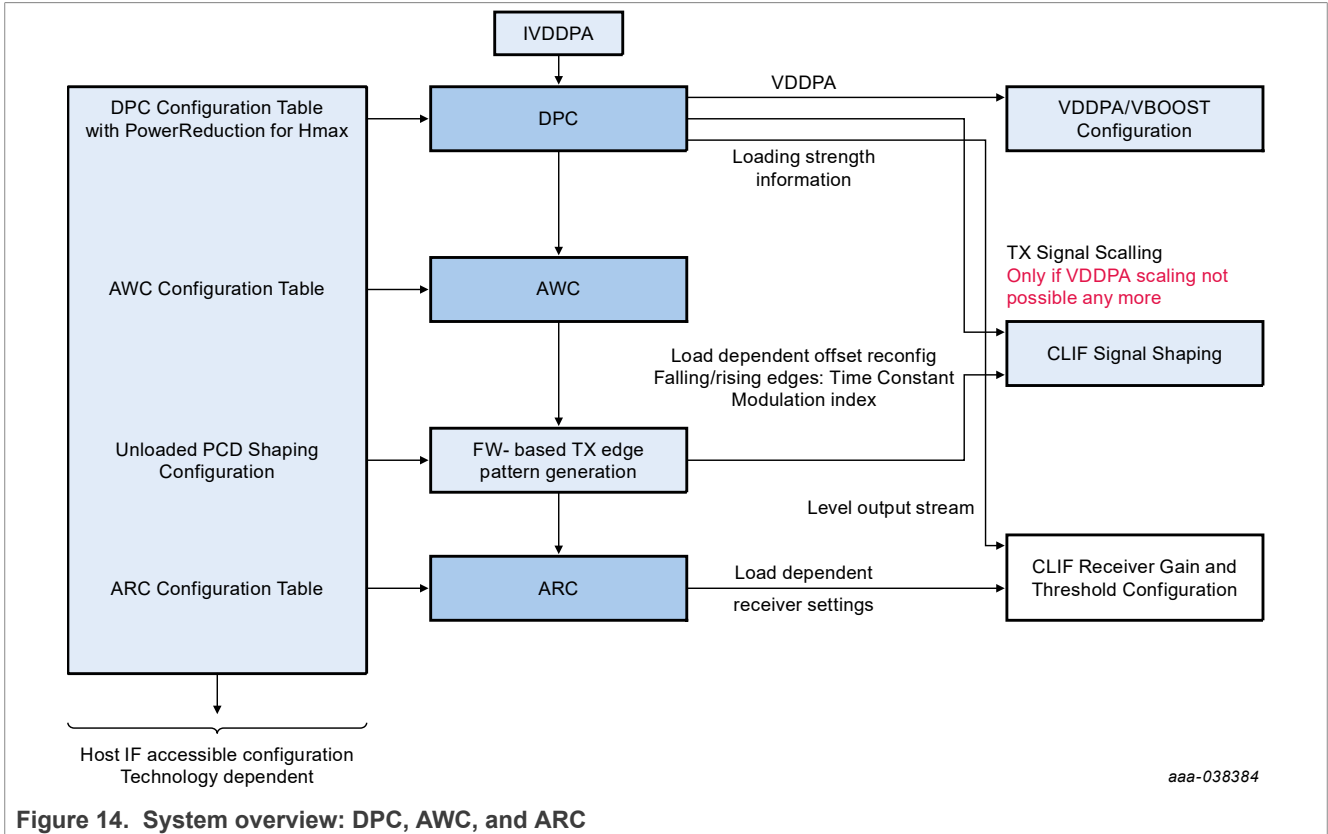 IVDDPA
DPC Configuration Table
with PowerReduction for Hmax
DPC
VDDPA
VDDPA/VBOOST
Configuration
Loading strength
information
AWC Configuration Table
AWC
TX Signal Scalling
Only if VDDPA scaling not
possible any more
CLIF Signal Shaping
Load dependent offset reconfig
Falling/rising edges: Time Constant
Modulation index
Unloaded PCD Shaping
Configuration
FW- based TX edge
pattern generation
Level output stream
ARC Configuration Table
ARC
Load dependent
receiver settings
CLIF Receiver Gain and
Threshold Configuration
Host IF accessible configuration
Technology dependent
aaa-038384
Figure 14. System overview: DPC, AWC, and ARC